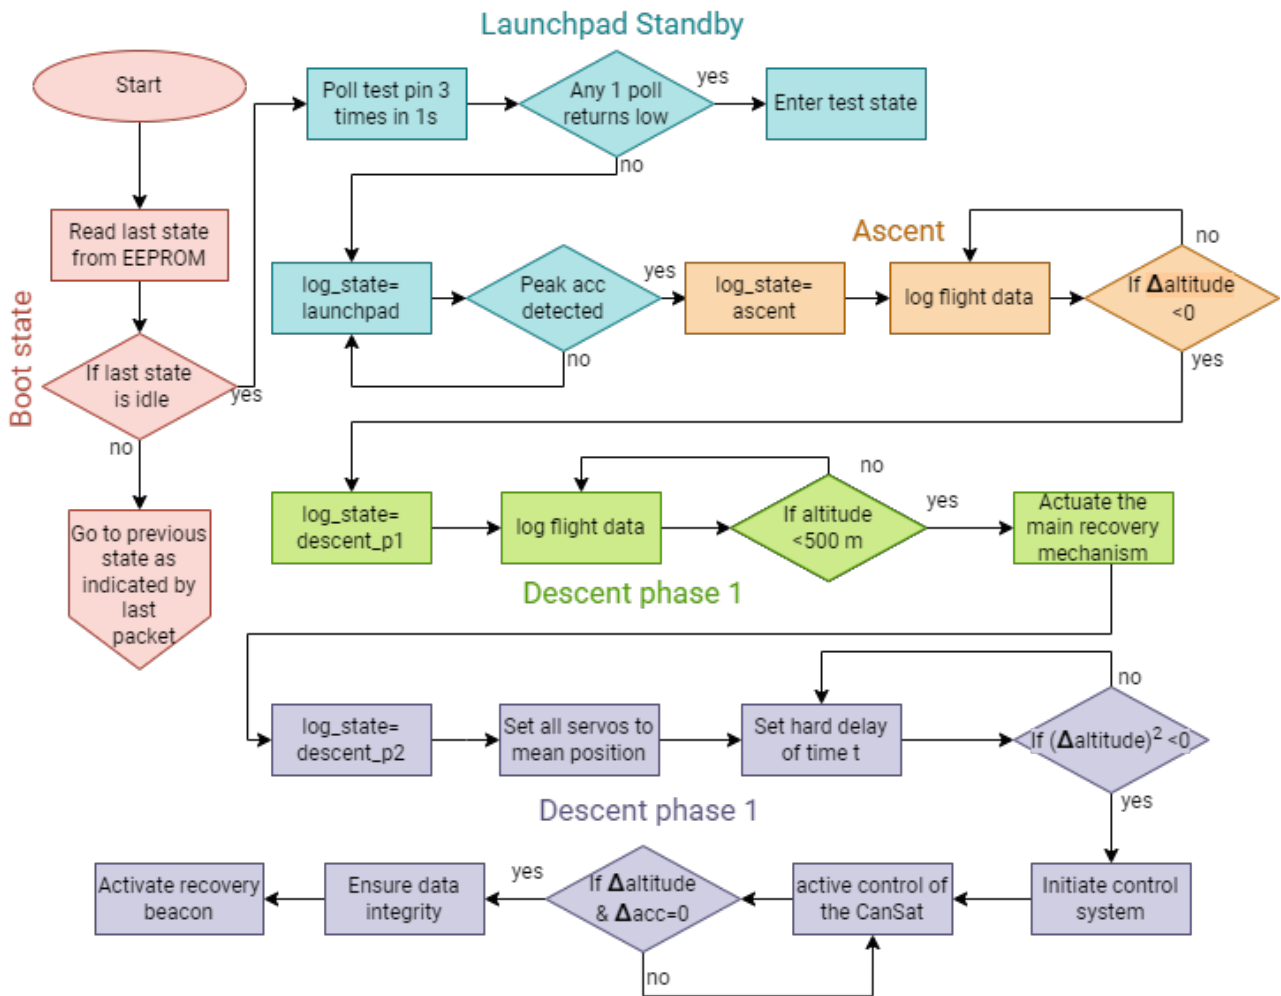 Launchpad Standby
Start
Poll test pin 3
times in 1s
Any 1 poll
returns low
yes
Enter test state
no
Read last state
from EEPROM
Boot state
If last state
is idle
yes
no
Go to previous
state as
indicated by
last
packet
log_state=
launchpad
Peak acc
detected
yes
no
Ascent
log_state=
ascent
log flight data
If Δaltitude
<0
no
yes
log_state=
descent_p1
log flight data
If altitude
<500 m
no
yes
Actuate the
main recovery
mechanism
Descent phase 1
log_state=
descent_p2
Set all servos to
mean position
Set hard delay
of time t
If (Δaltitude)² <0
no
yes
Descent phase 1
Initiate control
system
active control of
the CanSat
If Δaltitude
& Δacc=0
no
yes
Ensure data
integrity
Activate recovery
beacon